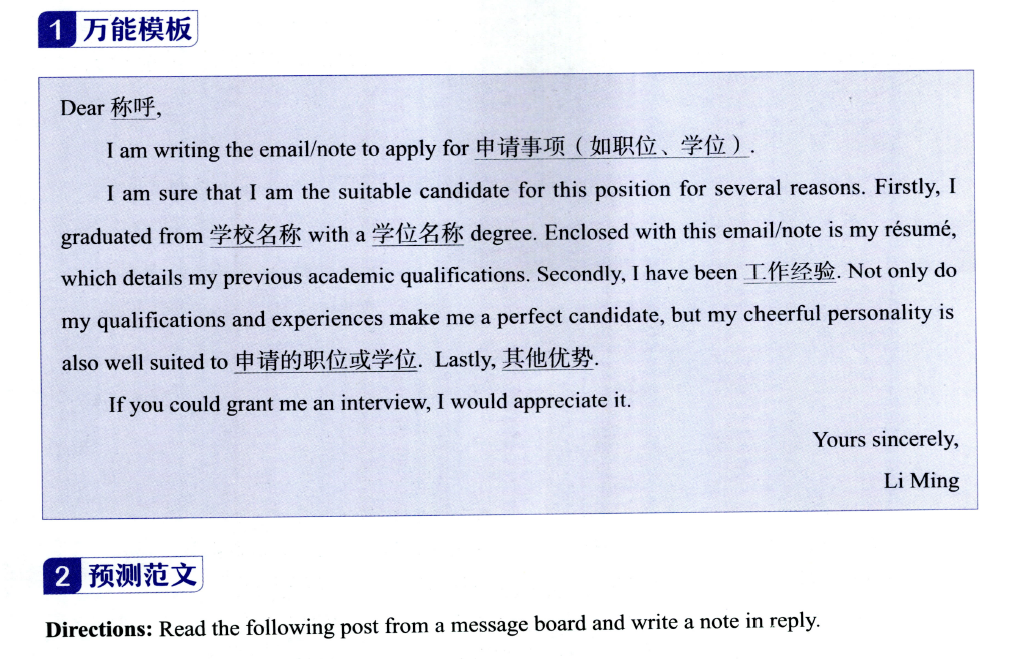 1 万能模板
Dear 称呼,
I am writing the email/note to apply for 申请事项（如职位、学位）.
I am sure that I am the suitable candidate for this position for several reasons. Firstly, I
graduated from 学校名称 with a 学位名称 degree. Enclosed with this email/note is my résumé,
which details my previous academic qualifications. Secondly, I have been 工作经验. Not only do
my qualifications and experiences make me a perfect candidate, but my cheerful personality is
also well suited to 申请的职位或学位. Lastly, 其他优势.
If you could grant me an interview, I would appreciate it.
Yours sincerely,
Li Ming
2 预测范文
Directions: Read the following post from a message board and write a note in reply.